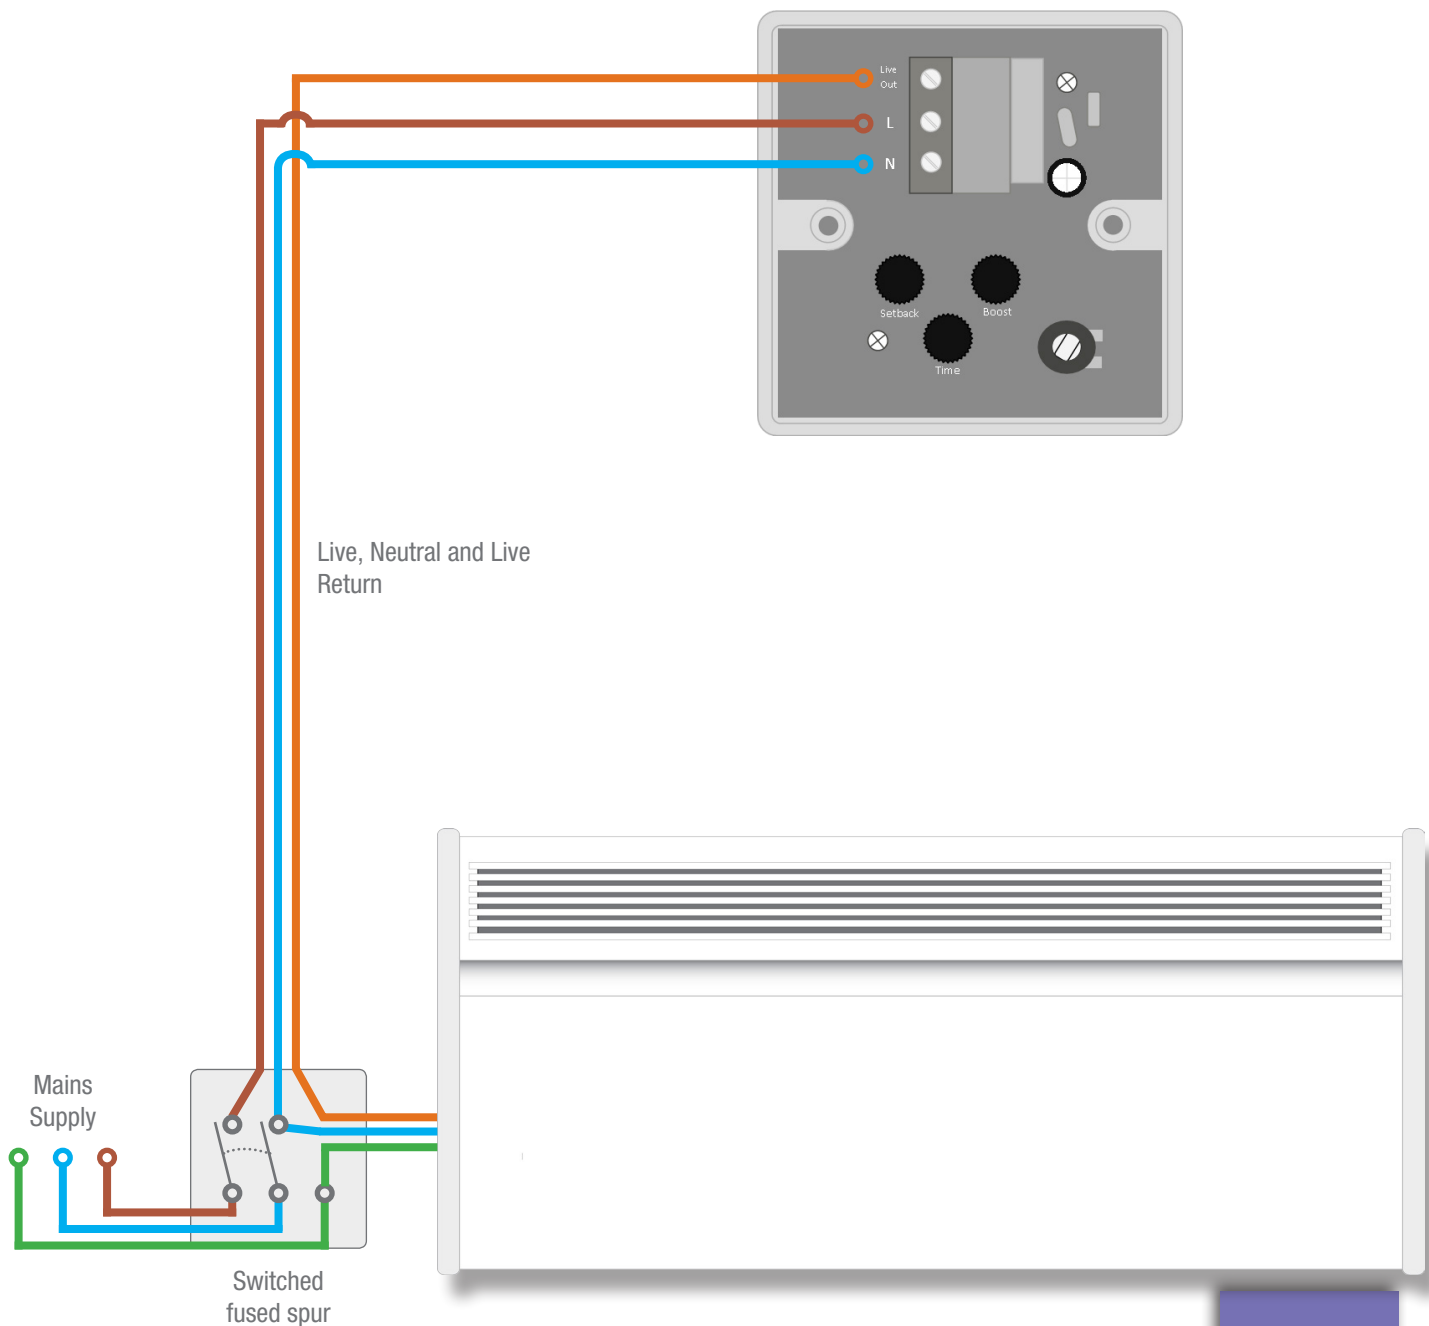 Live
Out
L
N
Setback
Boost
Time
Live, Neutral and Live
Return
Mains
Supply
Switched
fused spur